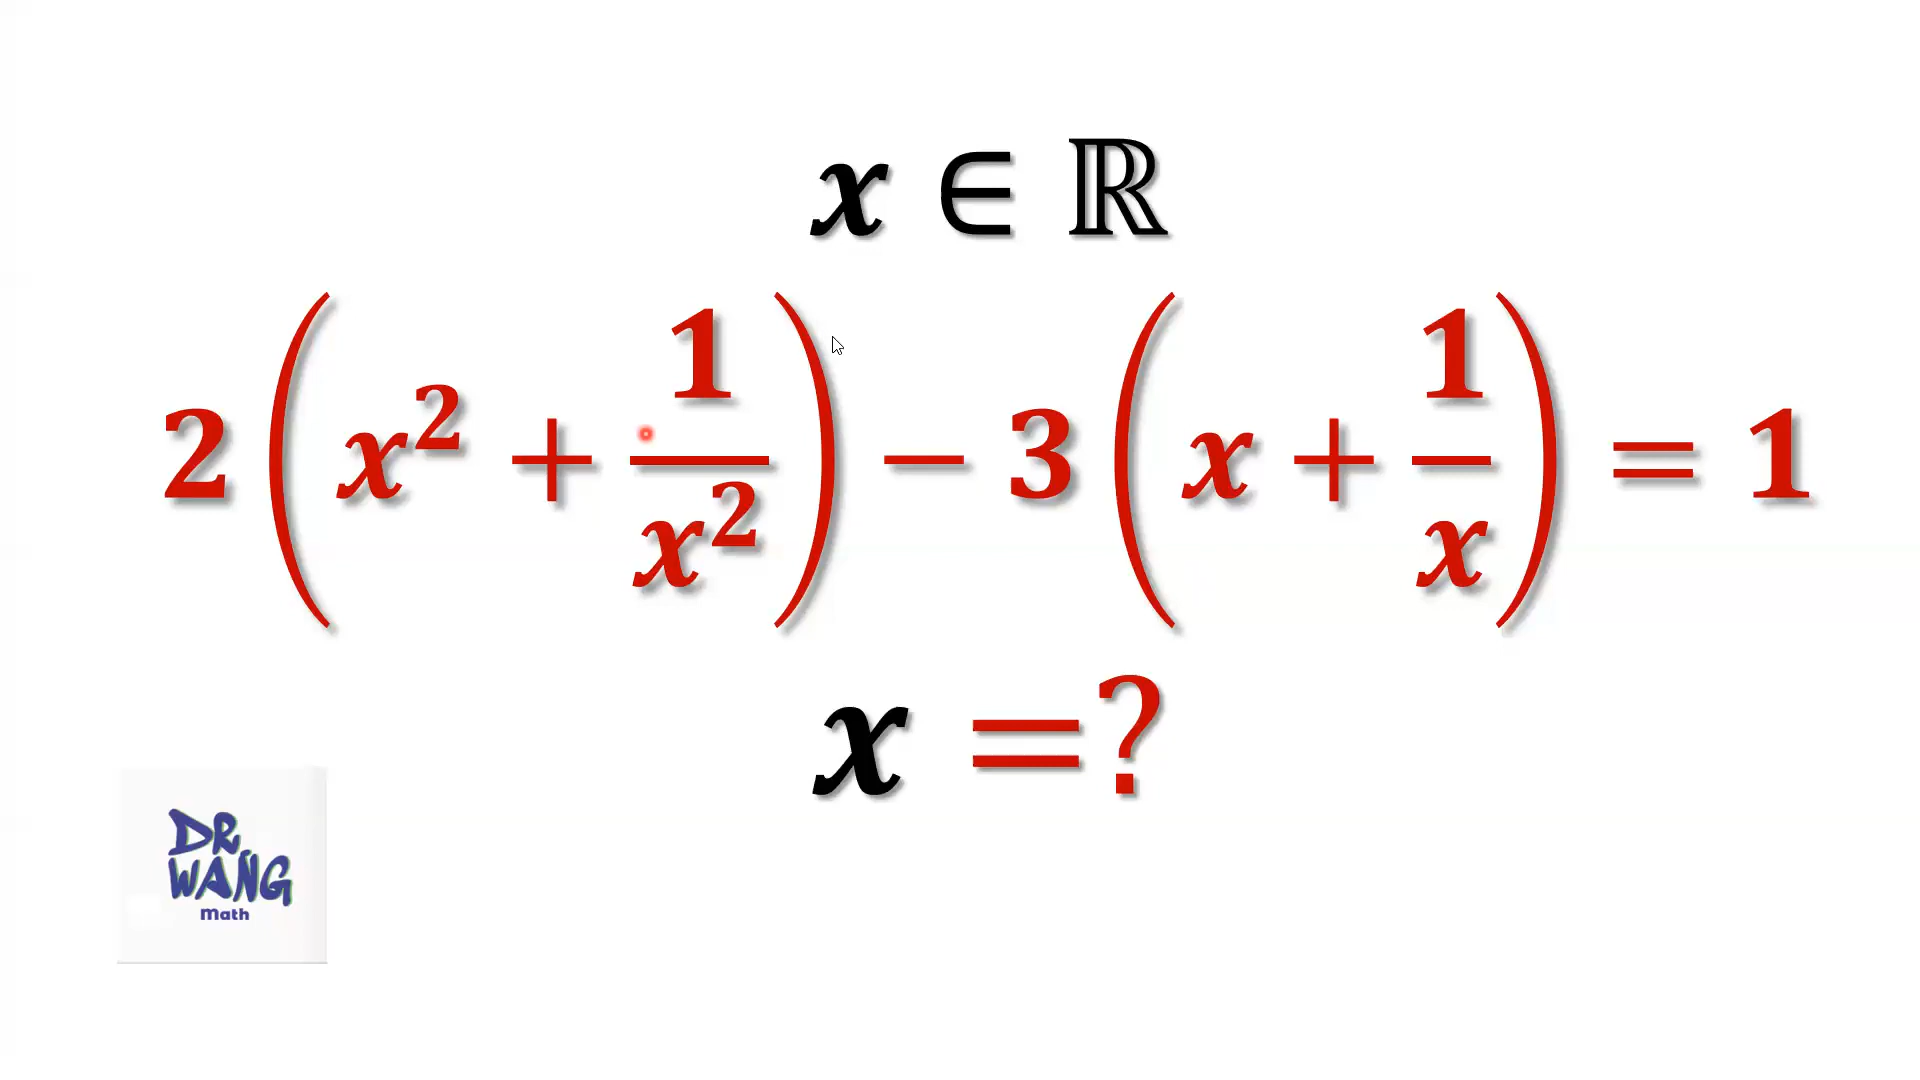 x ∈ ℝ
2(x² + 1/x²) − 3(x + 1/x) = 1
x =?
DR
WANG
math